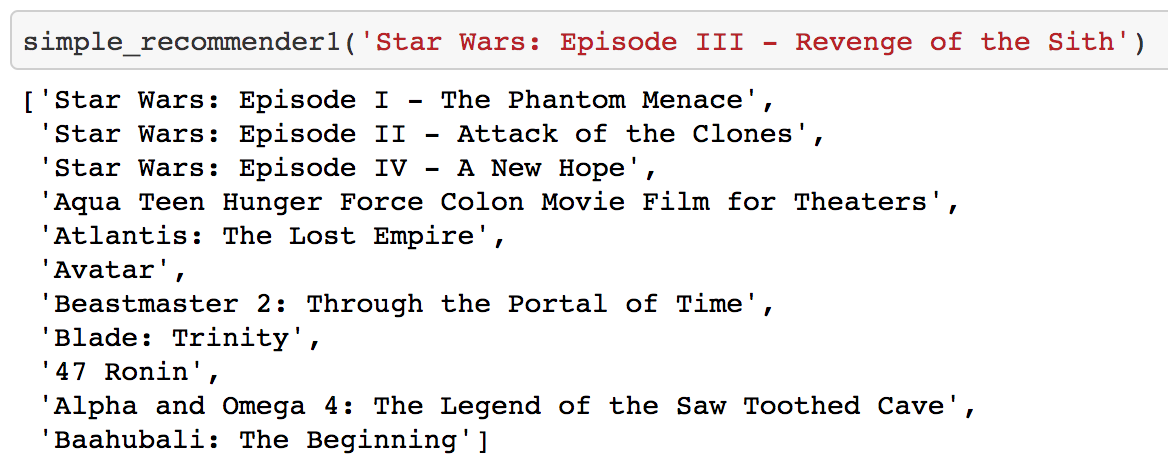 simple_recommender1('Star Wars: Episode III - Revenge of the Sith')
['Star Wars: Episode I - The Phantom Menace',
'Star Wars: Episode II - Attack of the Clones',
'Star Wars: Episode IV - A New Hope',
'Aqua Teen Hunger Force Colon Movie Film for Theaters',
'Atlantis: The Lost Empire',
'Avatar',
'Beastmaster 2: Through the Portal of Time',
'Blade: Trinity',
'47 Ronin',
'Alpha and Omega 4: The Legend of the Saw Toothed Cave',
'Baahubali: The Beginning']